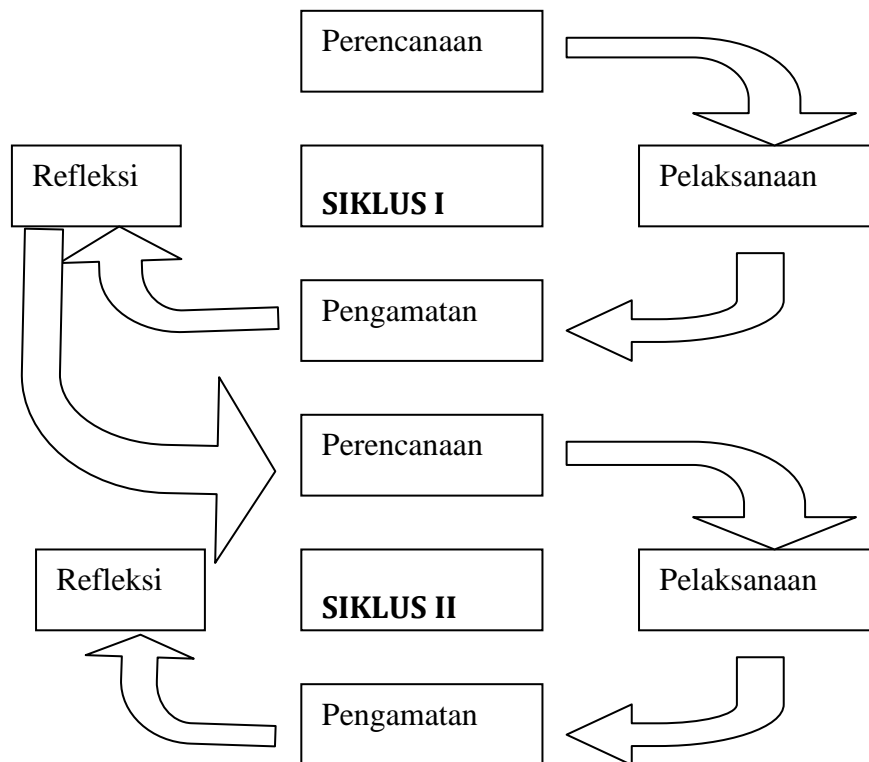 Perencanaan
Refleksi
SIKLUS I
Pelaksanaan
Pengamatan
Perencanaan
Refleksi
SIKLUS II
Pelaksanaan
Pengamatan